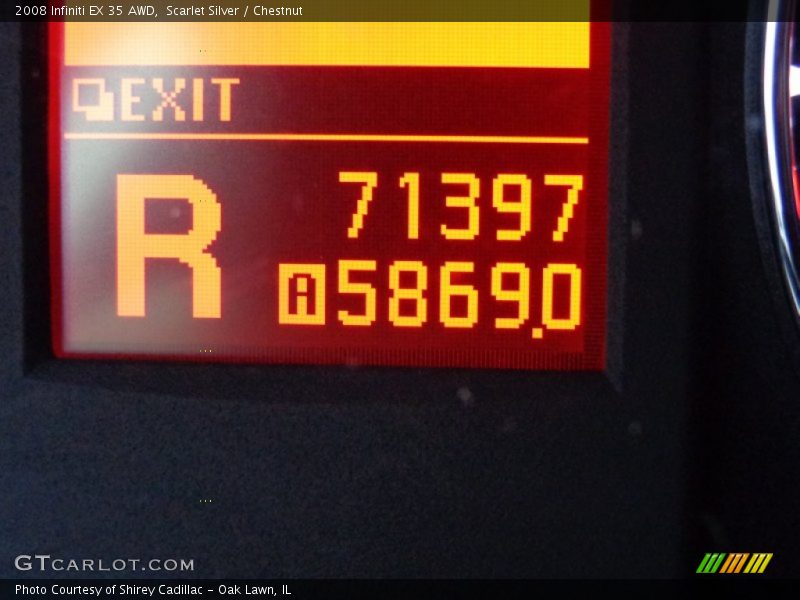 2008 Infiniti EX 35 AWD,  Scarlet Silver / Chestnut
EXIT
R
71397
A 5869.0
GTCARLOT.COM
Photo Courtesy of Shirey Cadillac - Oak Lawn, IL